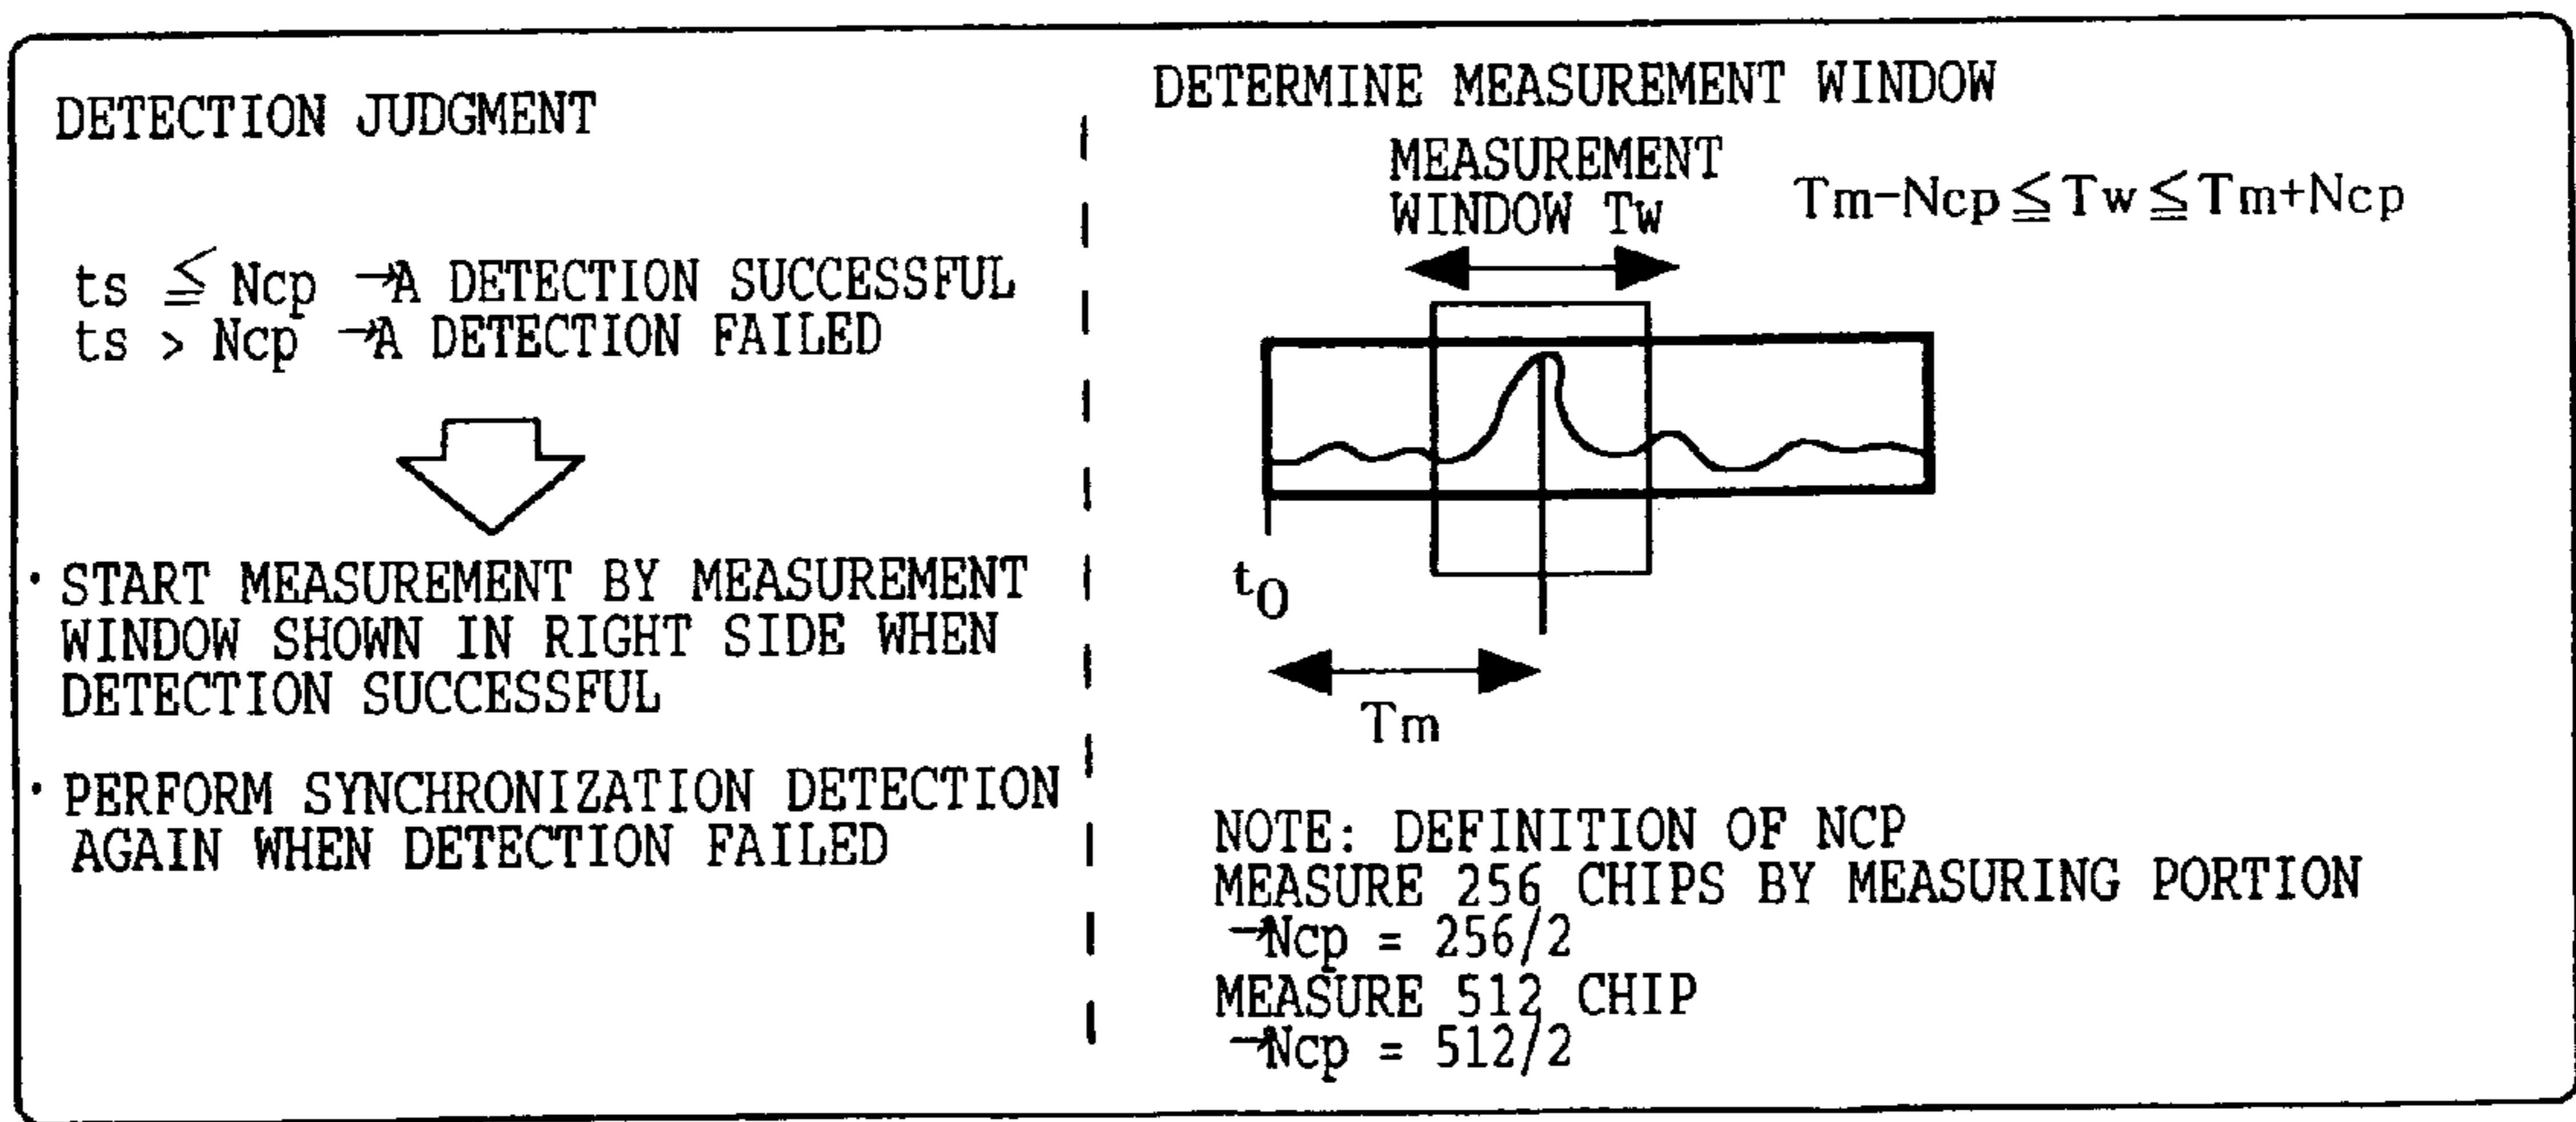 DETECTION JUDGMENT
ts ≦ Ncp →A DETECTION SUCCESSFUL
ts > Ncp →A DETECTION FAILED
· START MEASUREMENT BY MEASUREMENT
WINDOW SHOWN IN RIGHT SIDE WHEN
DETECTION SUCCESSFUL
· PERFORM SYNCHRONIZATION DETECTION
AGAIN WHEN DETECTION FAILED
DETERMINE MEASUREMENT WINDOW
MEASUREMENT
WINDOW Tw
Tm-Ncp≦Tw≦Tm+Ncp
t0
Tm
NOTE: DEFINITION OF NCP
MEASURE 256 CHIPS BY MEASURING PORTION
→Ncp = 256/2
MEASURE 512 CHIP
→Ncp = 512/2